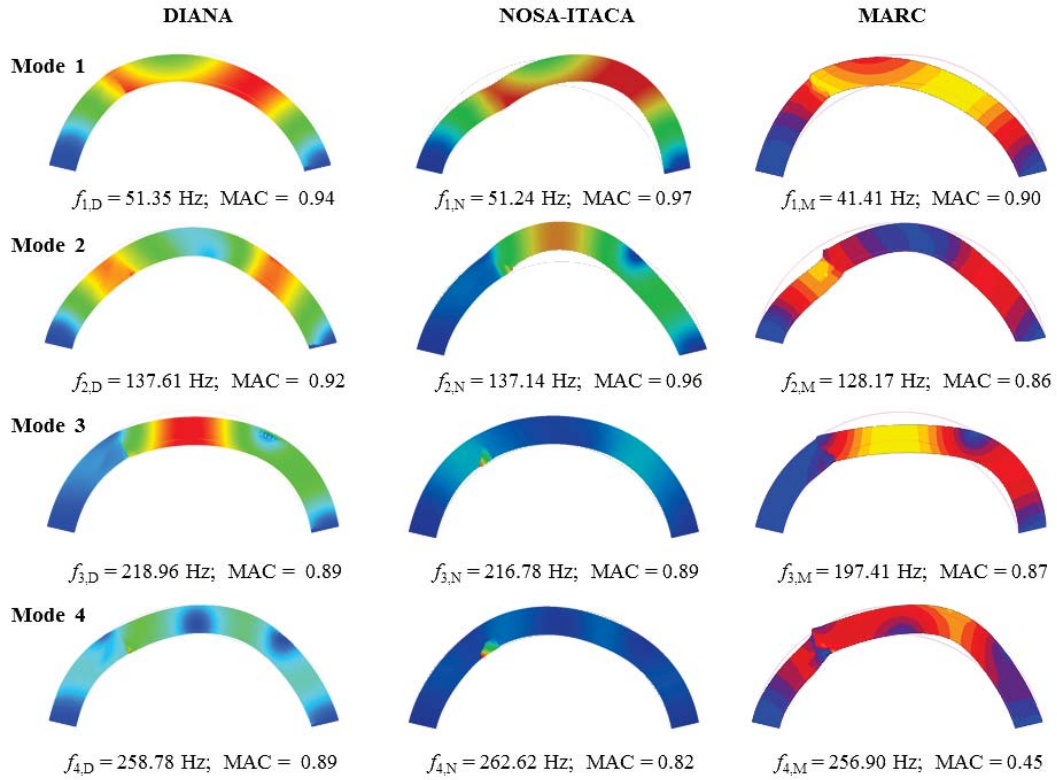 DIANA NOSA-ITACA MARC
Mode 1
f1,D = 51.35 Hz; MAC = 0.94 f1,N = 51.24 Hz; MAC = 0.97 f1,M = 41.41 Hz; MAC = 0.90
Mode 2
f2,D = 137.61 Hz; MAC = 0.92 f2,N = 137.14 Hz; MAC = 0.96 f2,M = 128.17 Hz; MAC = 0.86
Mode 3
f3,D = 218.96 Hz; MAC = 0.89 f3,N = 216.78 Hz; MAC = 0.89 f3,M = 197.41 Hz; MAC = 0.87
Mode 4
f4,D = 258.78 Hz; MAC = 0.89 f4,N = 262.62 Hz; MAC = 0.82 f4,M = 256.90 Hz; MAC = 0.45